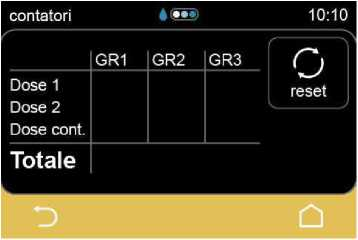 contatori 10:10
GR1 GR2 GR3
reset
Dose 1
Dose 2
Dose cont.
Totale